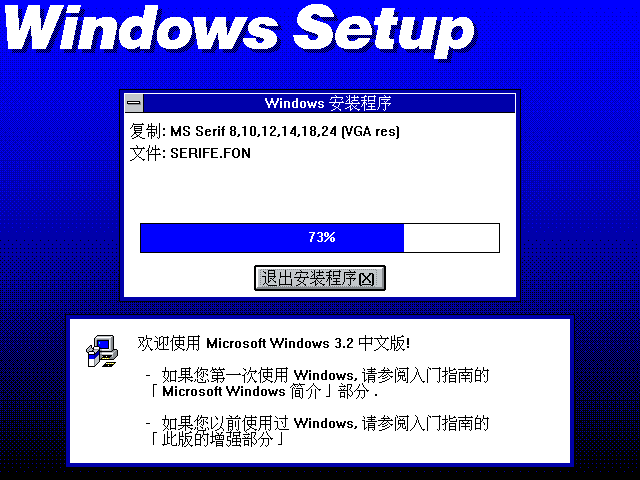 Windows Setup
Windows 安装程序
复制: MS Serif 8,10,12,14,18,24 (VGA res)
文件: SERIFE.FON
73%
退出安装程序(X)
欢迎使用 Microsoft Windows 3.2 中文版!
- 如果您第一次使用 Windows, 请参阅入门指南的
「Microsoft Windows 简介」部分 .
- 如果您以前使用过 Windows, 请参阅入门指南的
「此版的增强部分」